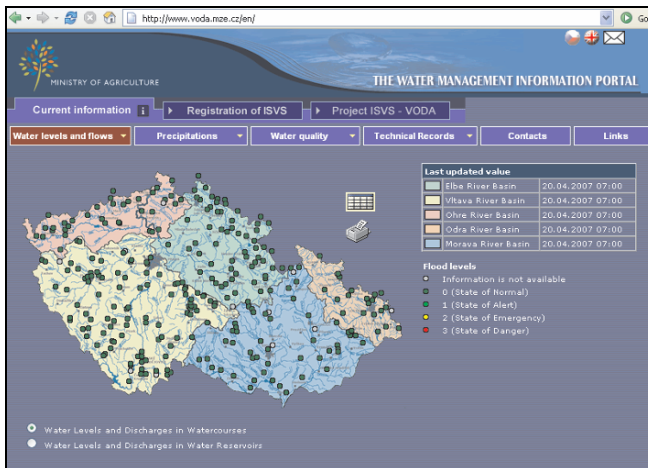 http://www.voda.mze.cz/en/
Go
MINISTRY OF AGRICULTURE
THE WATER MANAGEMENT INFORMATION PORTAL
Current information i Registration of ISVS Project ISVS - VODA
Water levels and flows Precipitations Water quality Technical Records Contacts Links
Last updated value
Elbe River Basin 20.04.2007 07:00
Vltava River Basin 20.04.2007 07:00
Ohre River Basin 20.04.2007 07:00
Odra River Basin 20.04.2007 07:00
Morava River Basin 20.04.2007 07:00
Flood levels
Information is not available
0 (State of Normal)
1 (State of Alert)
2 (State of Emergency)
3 (State of Danger)
Water Levels and Discharges in Watercourses
Water Levels and Discharges in Water Reservoirs